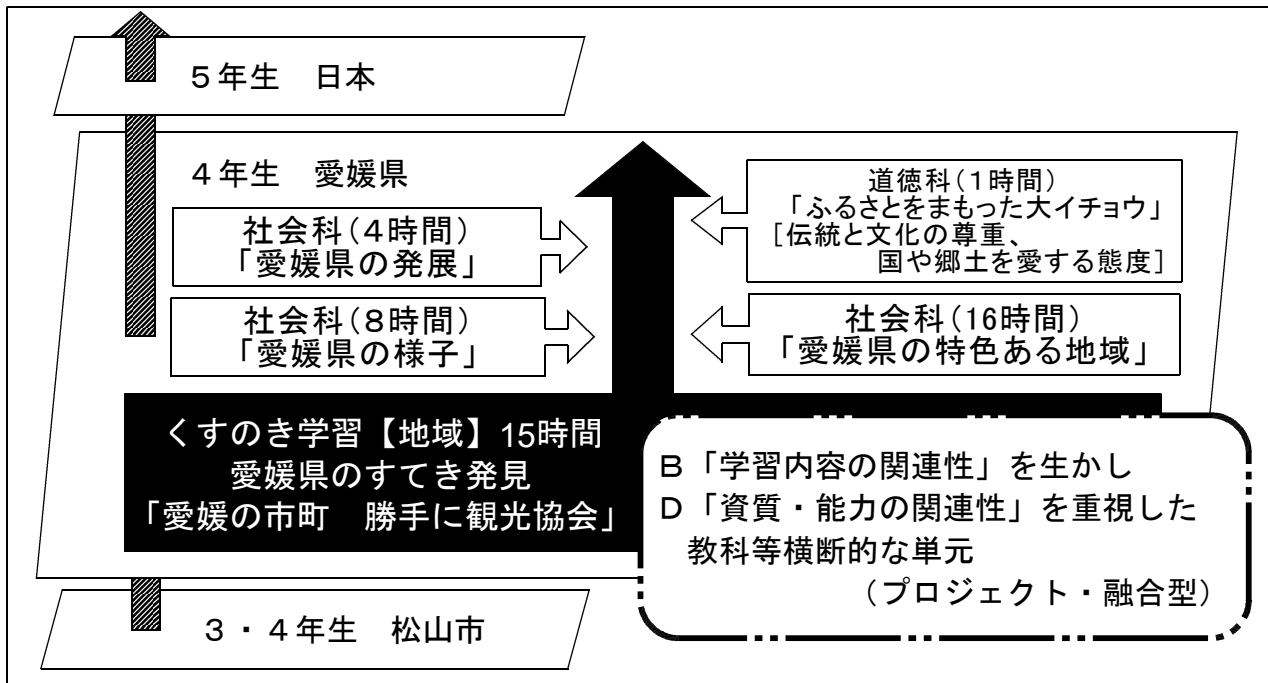 ５年生　日本
４年生　愛媛県
社会科（４時間）
「愛媛県の発展」
道徳科（１時間）
「ふるさとをまもった大イチョウ」
［伝統と文化の尊重、
国や郷土を愛する態度］
社会科（８時間）
「愛媛県の様子」
社会科（16時間）
「愛媛県の特色ある地域」
くすのき学習【地域】15時間
愛媛県のすてき発見
「愛媛の市町　勝手に観光協会」
Ｂ「学習内容の関連性」を生かし
Ｄ「資質・能力の関連性」を重視した
教科等横断的な単元
（プロジェクト・融合型）
３・４年生　松山市